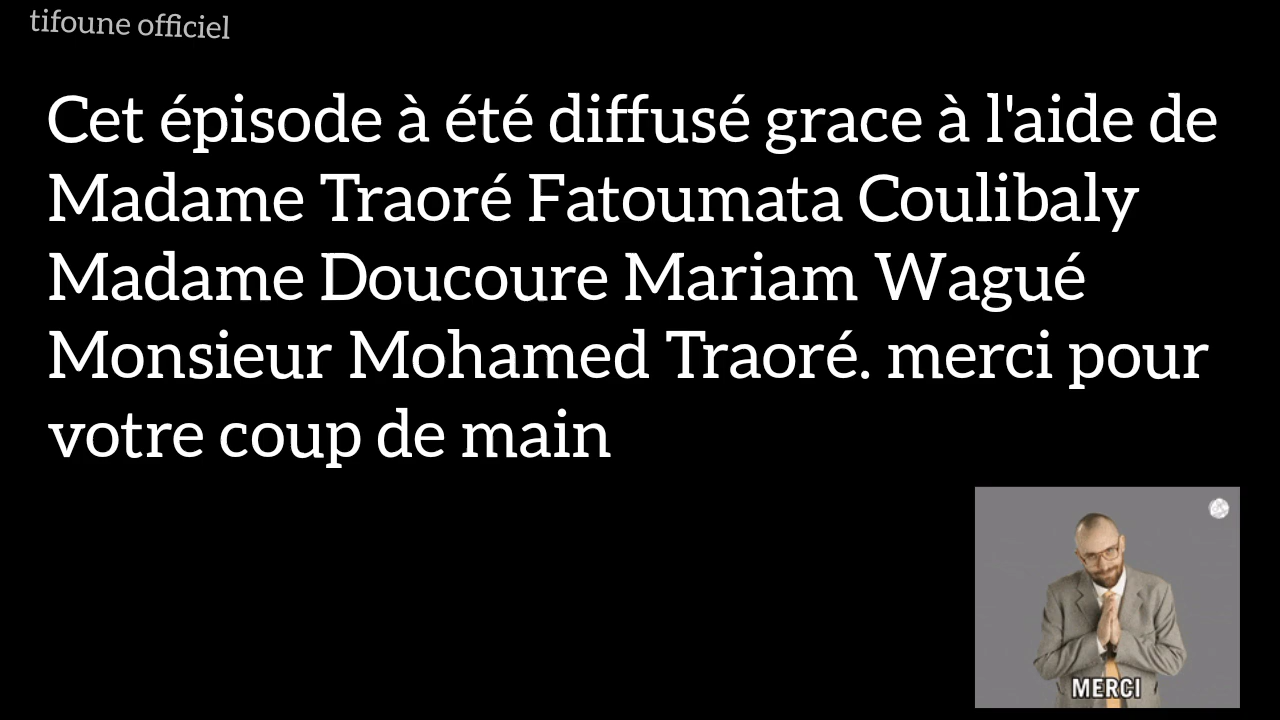 tifoune officiel
Cet épisode à été diffusé grace à l'aide de
Madame Traoré Fatoumata Coulibaly
Madame Doucoure Mariam Wagué
Monsieur Mohamed Traoré. merci pour
votre coup de main
MERCI